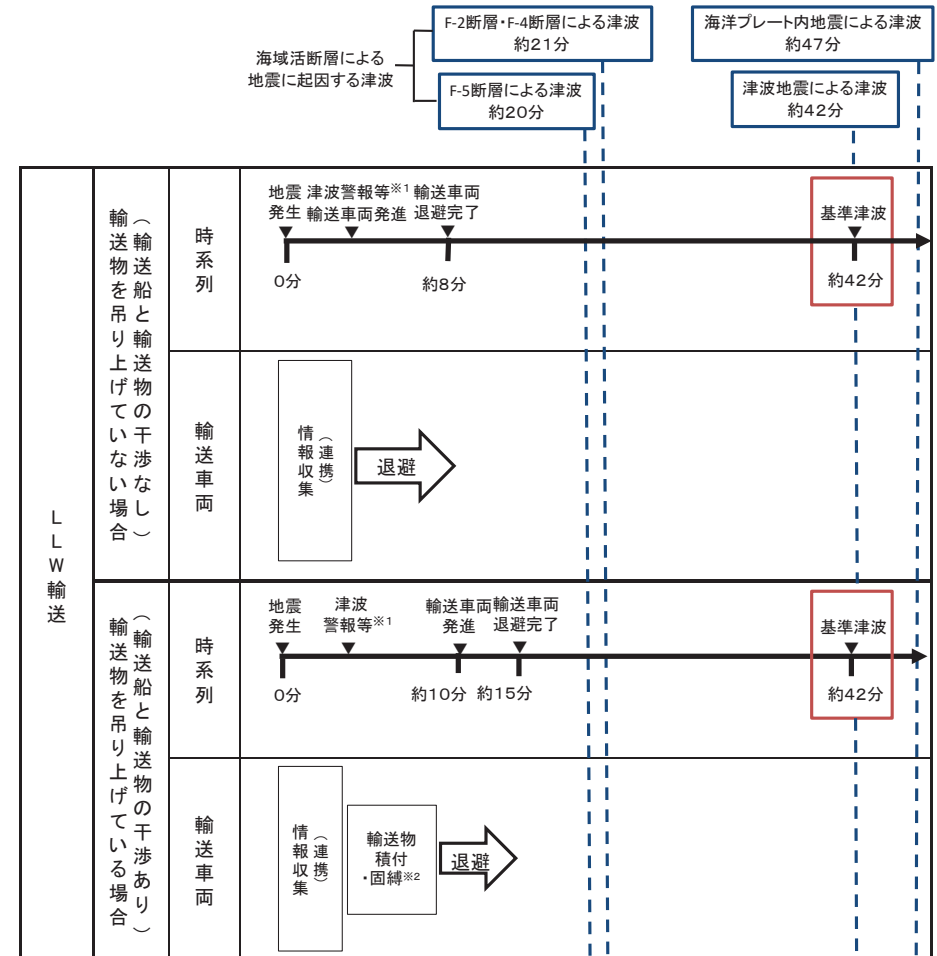 F-2断層・F-4断層による津波
約21分
海洋プレート内地震による津波
約47分
海域活断層による
地震に起因する津波
F-5断層による津波
約20分
津波地震による津波
約42分
LLW輸送
輸送物を吊り上げていない場合
（輸送船と輸送物の干渉なし）
時系列
地震
発生
津波警報等※1
輸送車両発進
輸送車両
退避完了
基準津波
0分
約8分
約42分
輸送車両
情報収集
（連携）
退避
輸送物を吊り上げている場合
（輸送船と輸送物の干渉あり）
時系列
地震
発生
津波
警報等※1
輸送車両
発進
輸送車両
退避完了
基準津波
0分
約10分
約15分
約42分
輸送車両
情報収集
（連携）
輸送物
積付
・固縛※2
退避